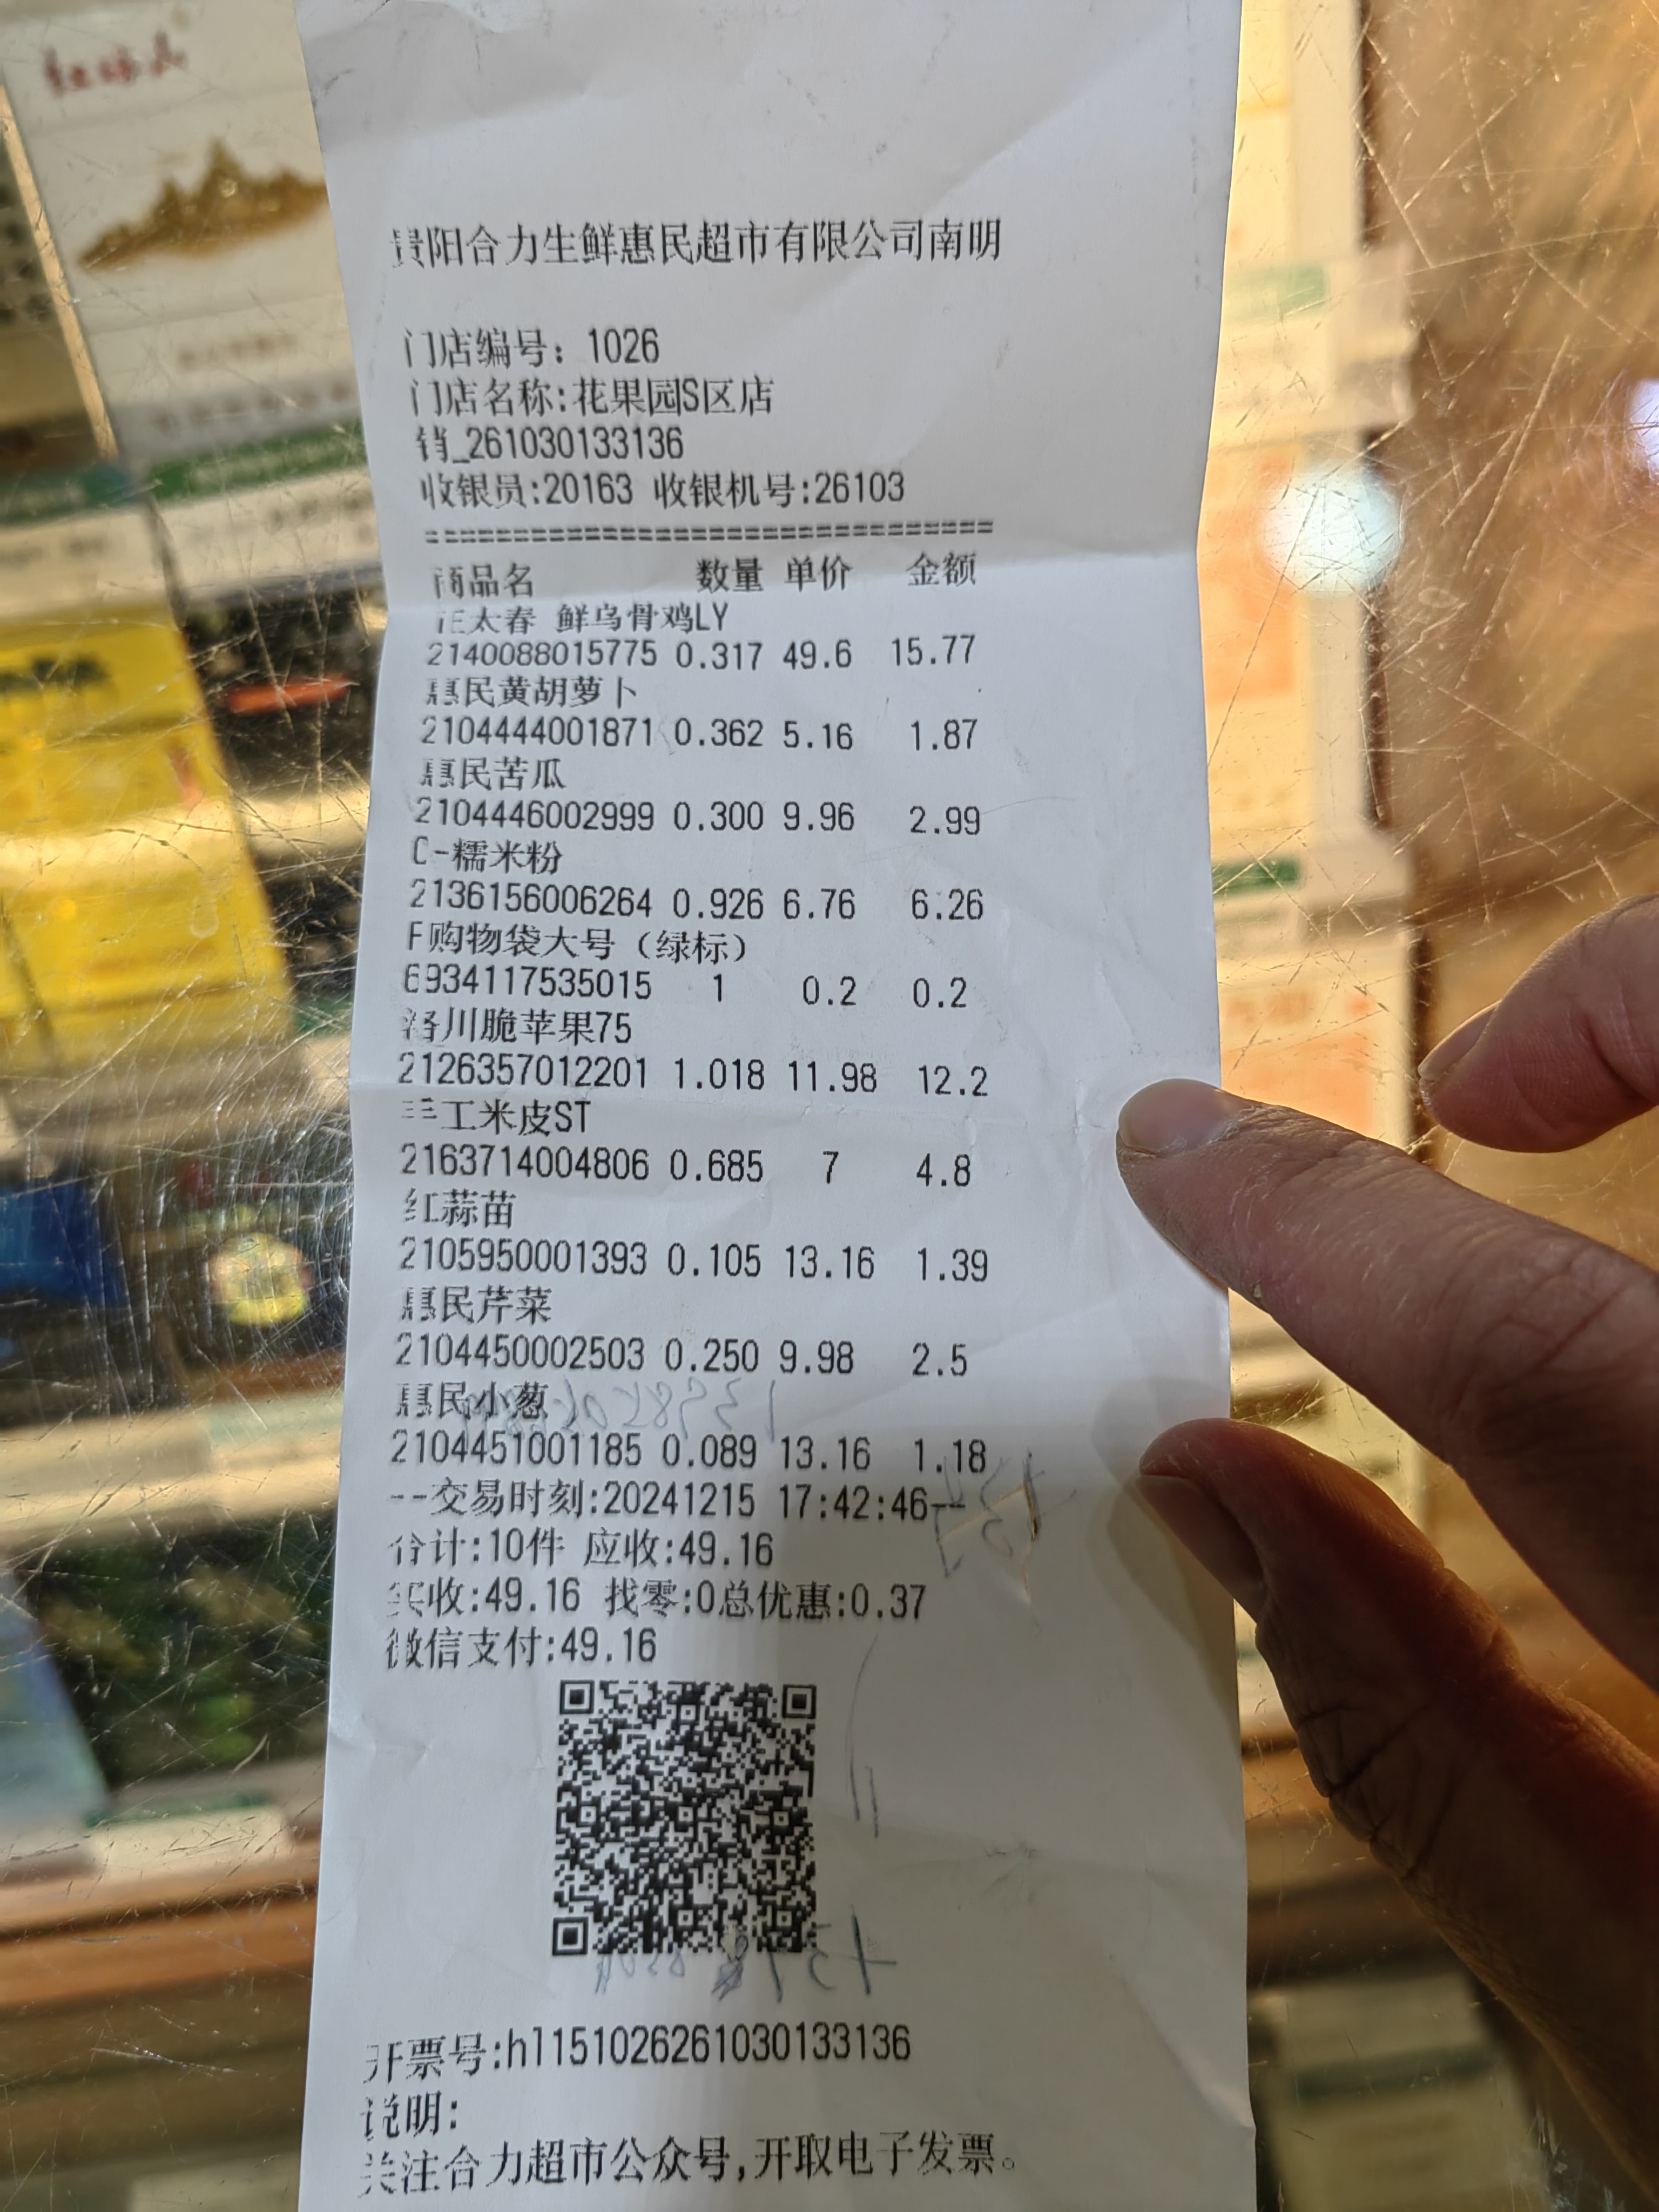 贵阳合力生鲜惠民超市有限公司南明
门店编号：1026
门店名称:花果园S区店
销_261030133136
收银员:20163 收银机号:26103
================================
商品名 数量 单价 金额
正大春 鲜乌骨鸡LY
2140088015775 0.317 49.6 15.77
惠民黄胡萝卜
2104444001871 0.362 5.16 1.87
惠民苦瓜
2104446002999 0.300 9.96 2.99
C-糯米粉
2136156006264 0.926 6.76 6.26
F购物袋大号（绿标）
6934117535015 1 0.2 0.2
洛川脆苹果75
2126357012201 1.018 11.98 12.2
手工米皮ST
2163714004806 0.685 7 4.8
红蒜苗
2105950001393 0.105 13.16 1.39
惠民芹菜
2104450002503 0.250 9.98 2.5
惠民小葱
2104451001185 0.089 13.16 1.18
--交易时刻:20241215 17:42:46--
合计:10件 应收:49.16
实收:49.16 找零:0总优惠:0.37
微信支付:49.16
开票号:hl151026261030133136
说明:
关注合力超市公众号,开取电子发票。